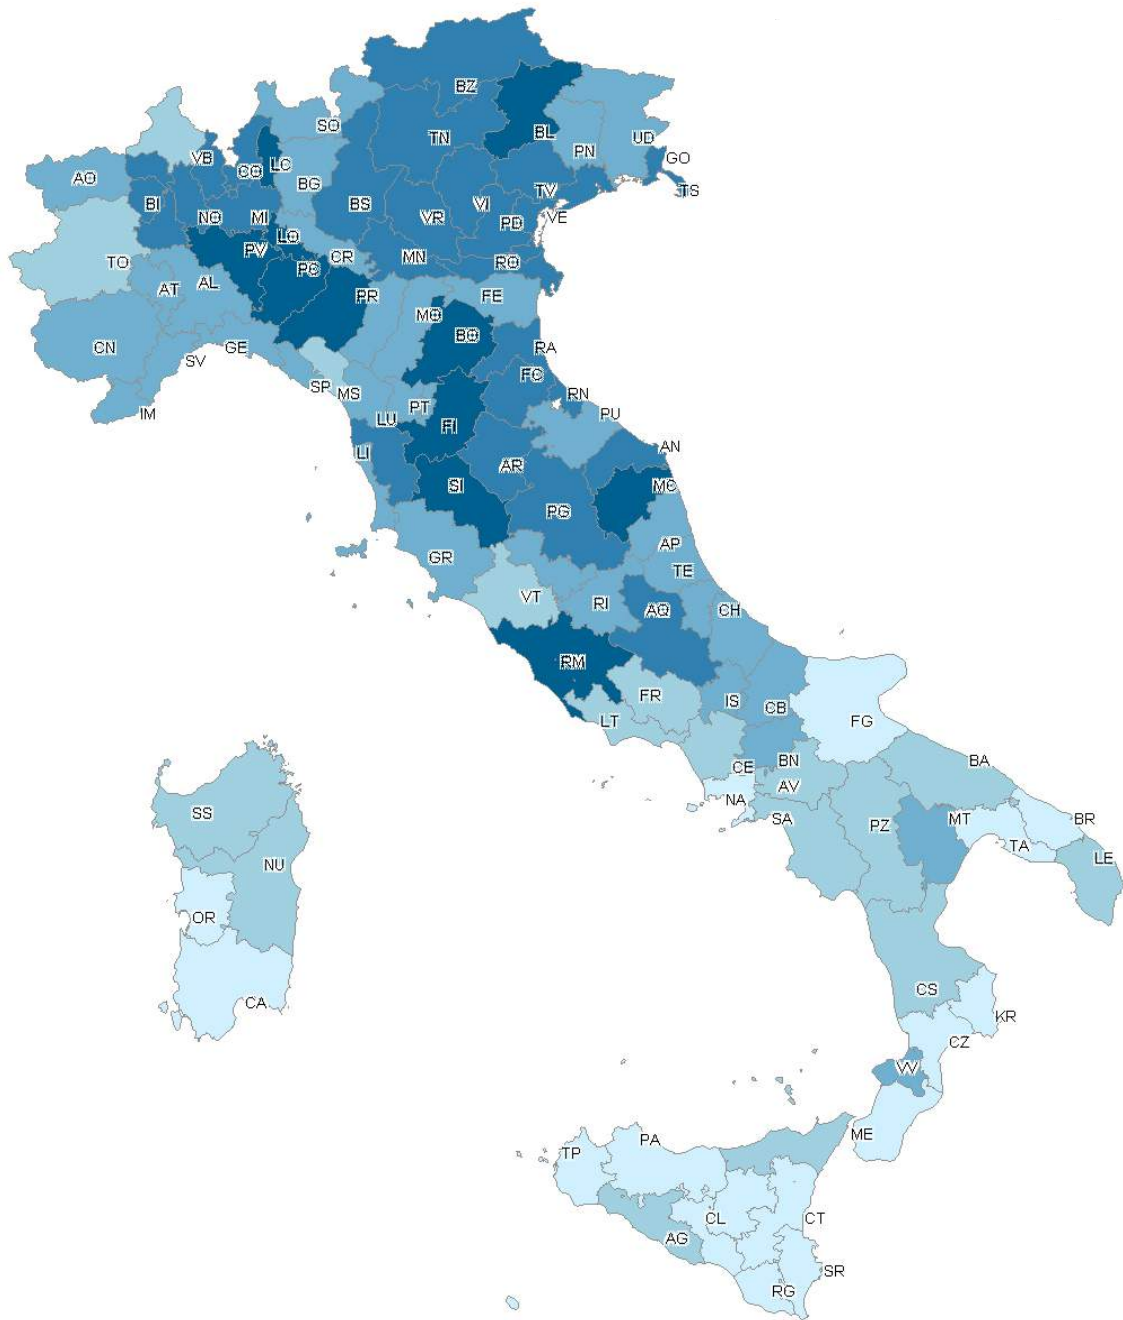 BZ
SO
TN
BL
UD
PN
GO
VB
CO
LC
AO
BG
TS
BI
NO
MI
BS
VR
VI
TV
PD
VE
LO
PV
PC
CR
MN
RO
TO
AT
AL
PR
MO
FE
BO
CN
SV
GE
RA
FC
SP
MS
RN
IM
LU
PT
FI
PU
LI
AR
AN
SI
MC
PG
GR
AP
TE
VT
RI
AQ
CH
RM
FR
IS
CB
LT
FG
CE
BN
BA
NA
AV
SS
SA
PZ
MT
BR
TA
LE
NU
OR
CA
CS
KR
CZ
VV
ME
PA
TP
CL
CT
AG
SR
RG